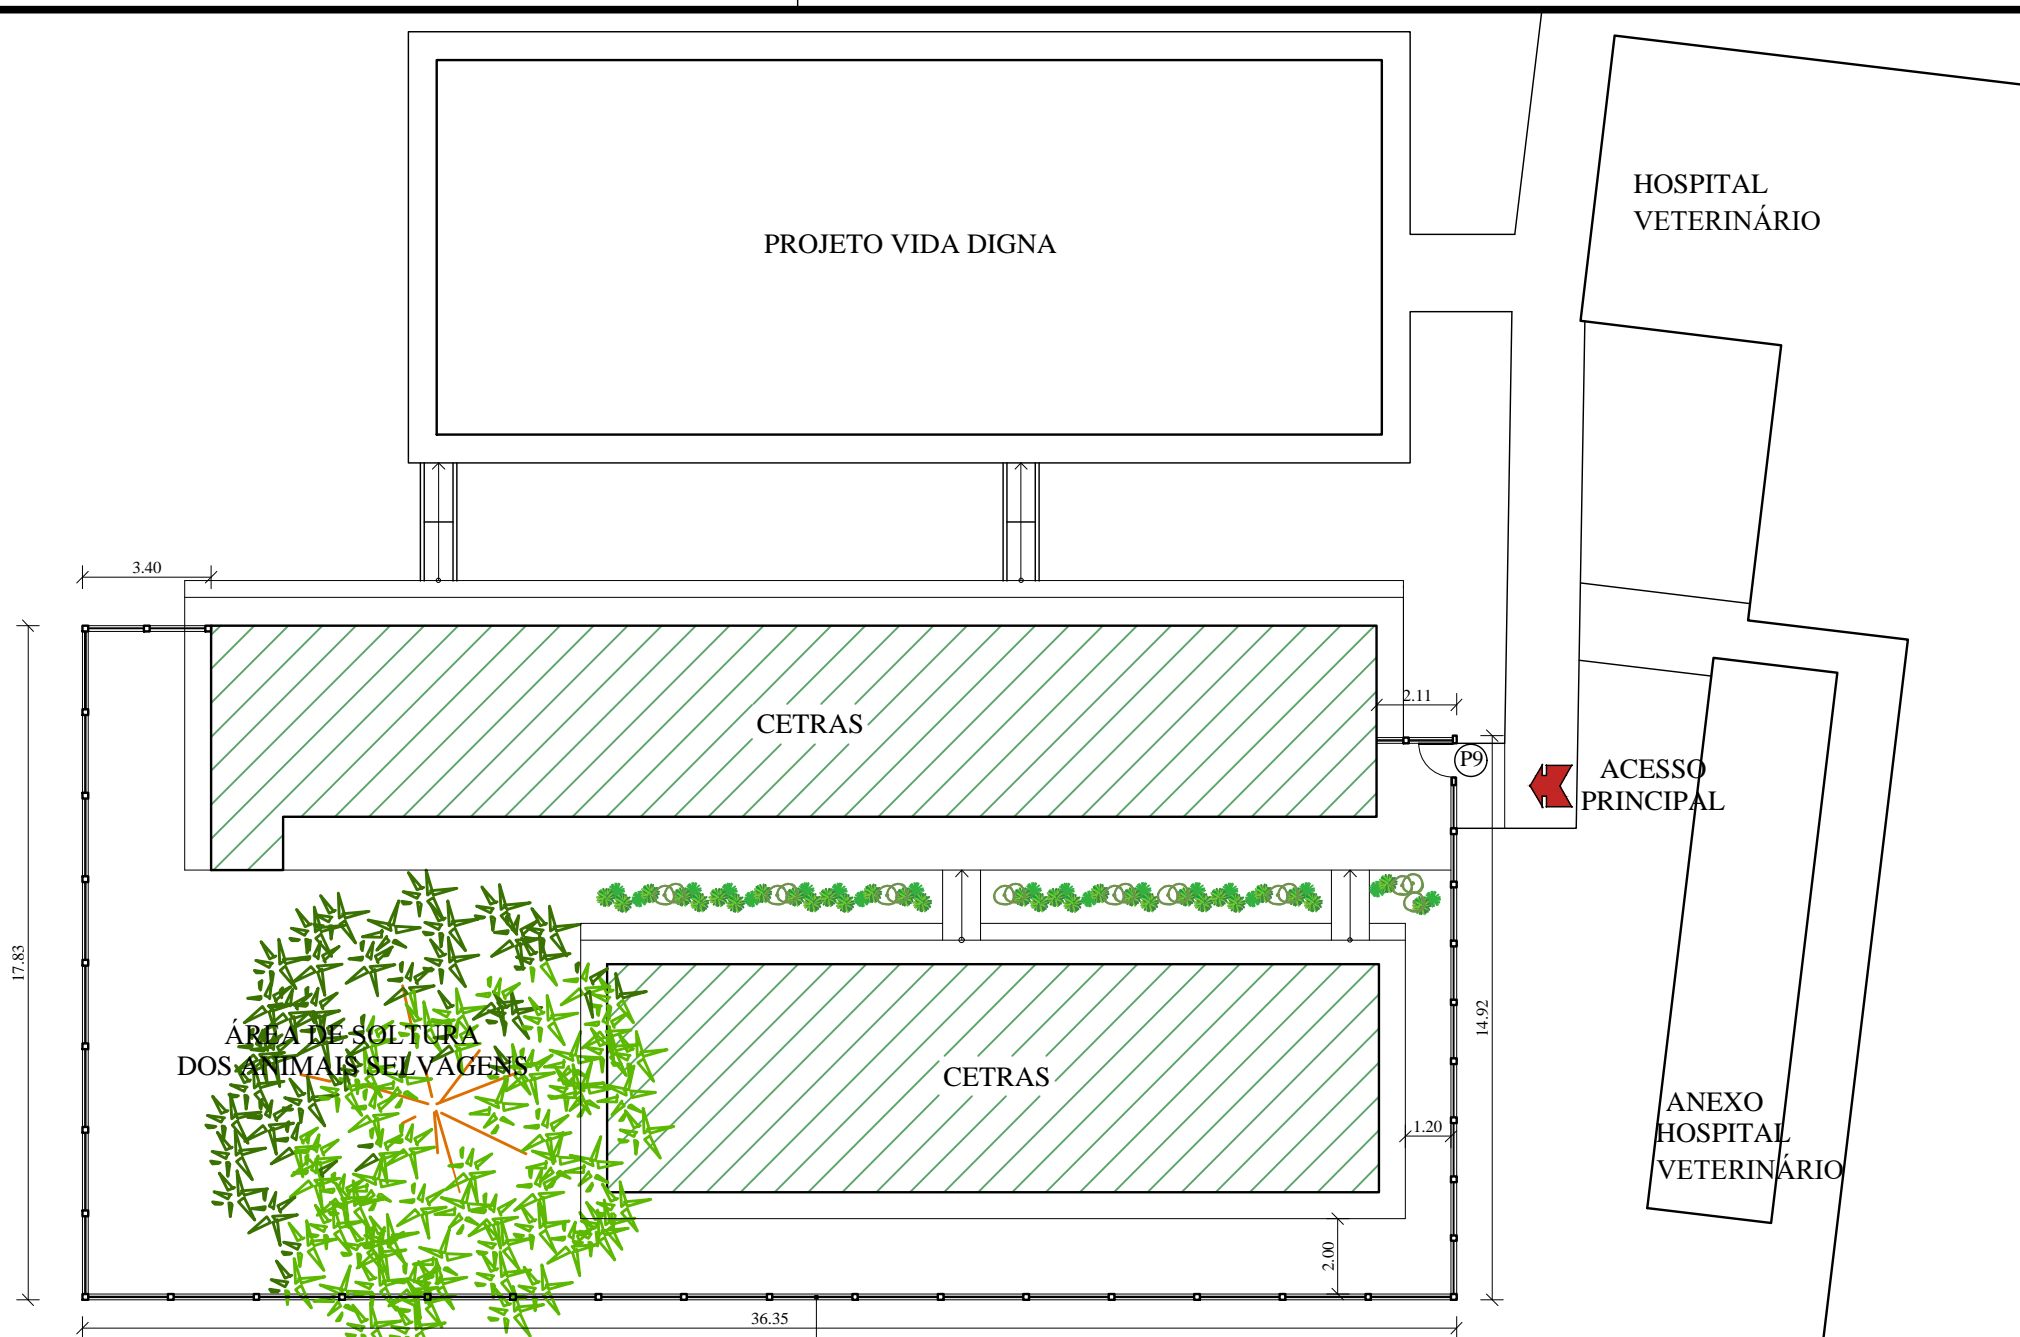 HOSPITAL
VETERINÁRIO
PROJETO VIDA DIGNA
3.40
2.11
CETRAS
P9
ACESSO
PRINCIPAL
17.83
14.92
ÁREA DE SOLTURA
DOS ANIMAIS SELVAGENS
CETRAS
1.20
ANEXO
HOSPITAL
VETERINÁRIO
2.00
36.35